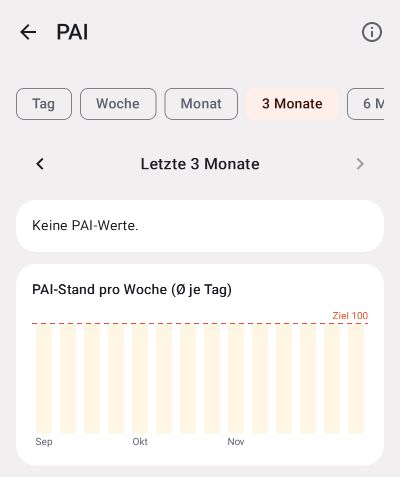 PAI
Tag Woche Monat 3 Monate 6 M
Letzte 3 Monate
Keine PAI-Werte.
PAI-Stand pro Woche (Ø je Tag)
Ziel 100
Sep Okt Nov